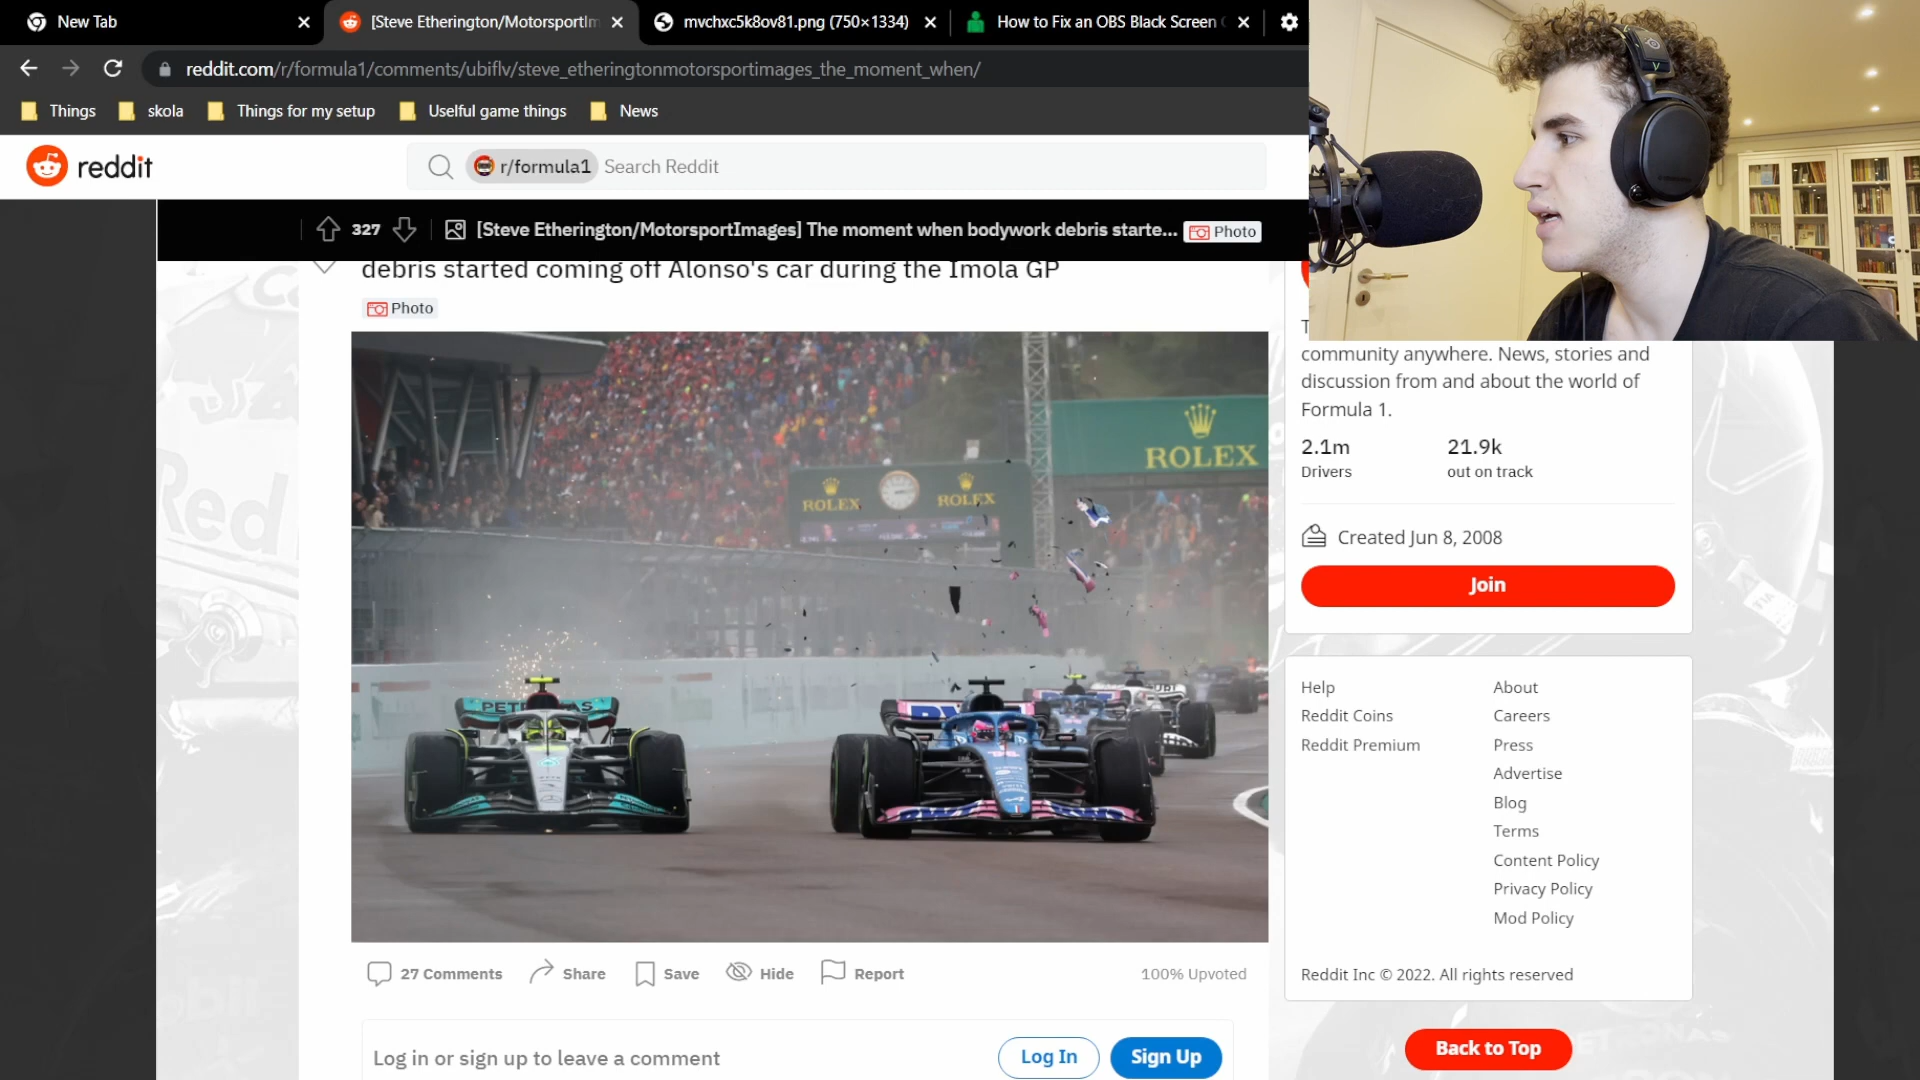 New Tab
[Steve Etherington/MotorsportIm
mvchxc5k8ov81.png (750×1334)
How to Fix an OBS Black Screen
reddit.com/r/formula1/comments/ubiflv/steve_etheringtonmotorsportimages_the_moment_when/
Things
skola
Things for my setup
Uselful game things
News
reddit
r/formula1
Search Reddit
327
[Steve Etherington/MotorsportImages] The moment when bodywork debris starte...
Photo
debris started coming off Alonso's car during the Imola GP
Photo
ROLEX
ROLEX
ROLEX
PETRONAS
community anywhere. News, stories and
discussion from and about the world of
Formula 1.
2.1m
21.9k
Drivers
out on track
Created Jun 8, 2008
Join
Help
About
Reddit Coins
Careers
Reddit Premium
Press
Advertise
Blog
Terms
Content Policy
Privacy Policy
Mod Policy
Reddit Inc © 2022. All rights reserved
27 Comments
Share
Save
Hide
Report
100% Upvoted
Log in or sign up to leave a comment
Log In
Sign Up
Back to Top